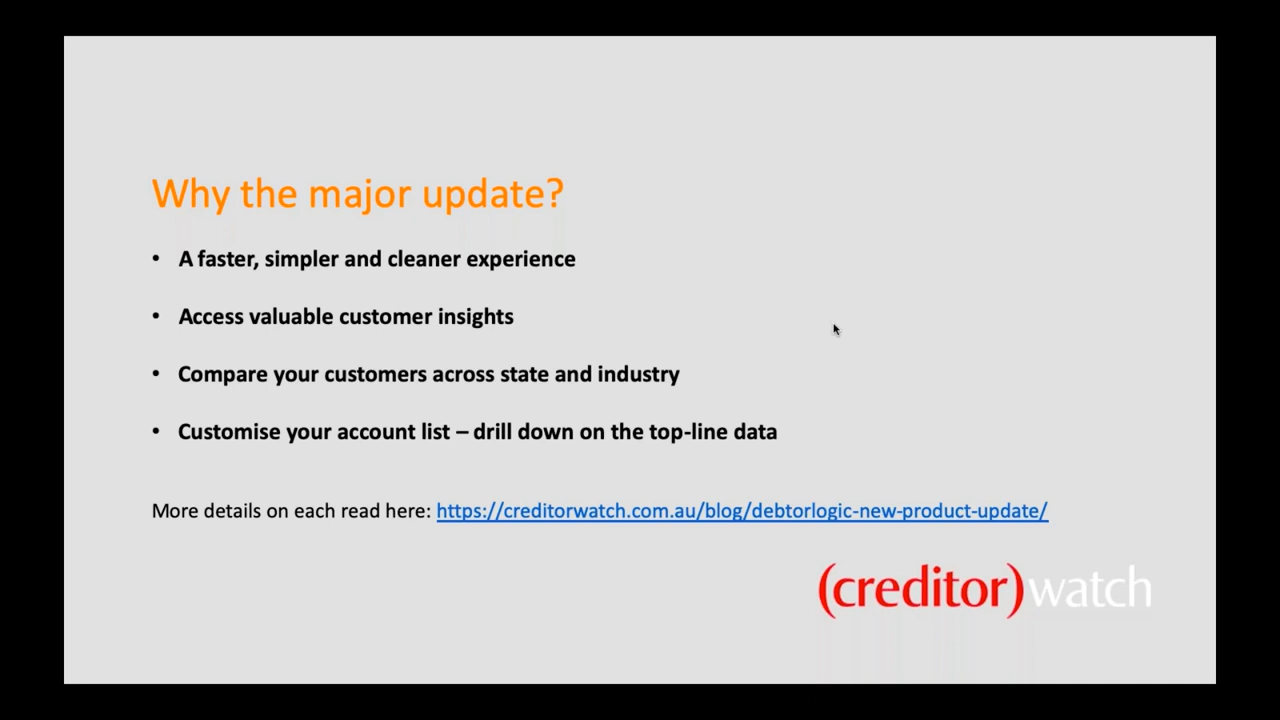 Why the major update?
• A faster, simpler and cleaner experience
• Access valuable customer insights
• Compare your customers across state and industry
• Customise your account list – drill down on the top-line data
More details on each read here: https://creditorwatch.com.au/blog/debtorlogic-new-product-update/
(creditor)watch